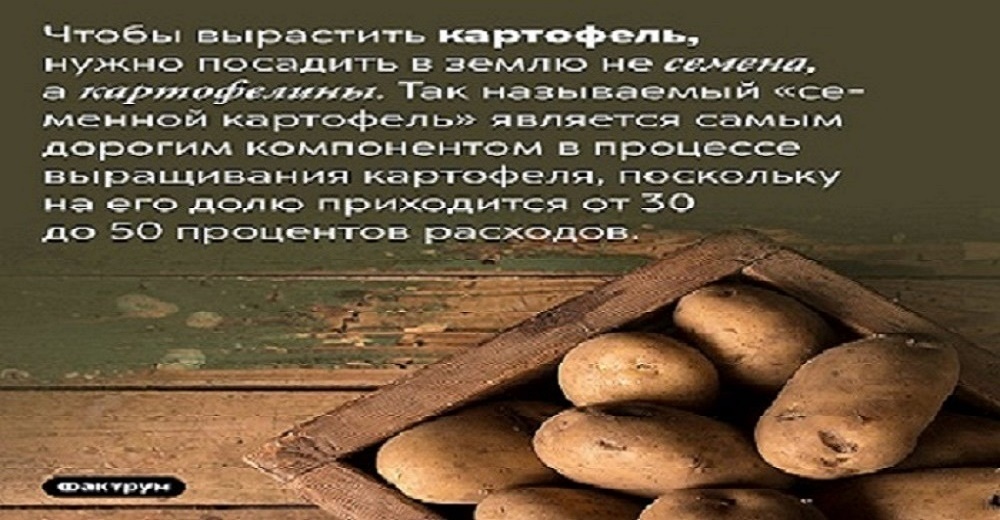 Чтобы вырастить картофель,
нужно посадить в землю не семена,
а картофелины. Так называемый «се-
менной картофель» является самым
дорогим компонентом в процессе
выращивания картофеля, поскольку
на его долю приходится от 30
до 50 процентов расходов.
Фактрум